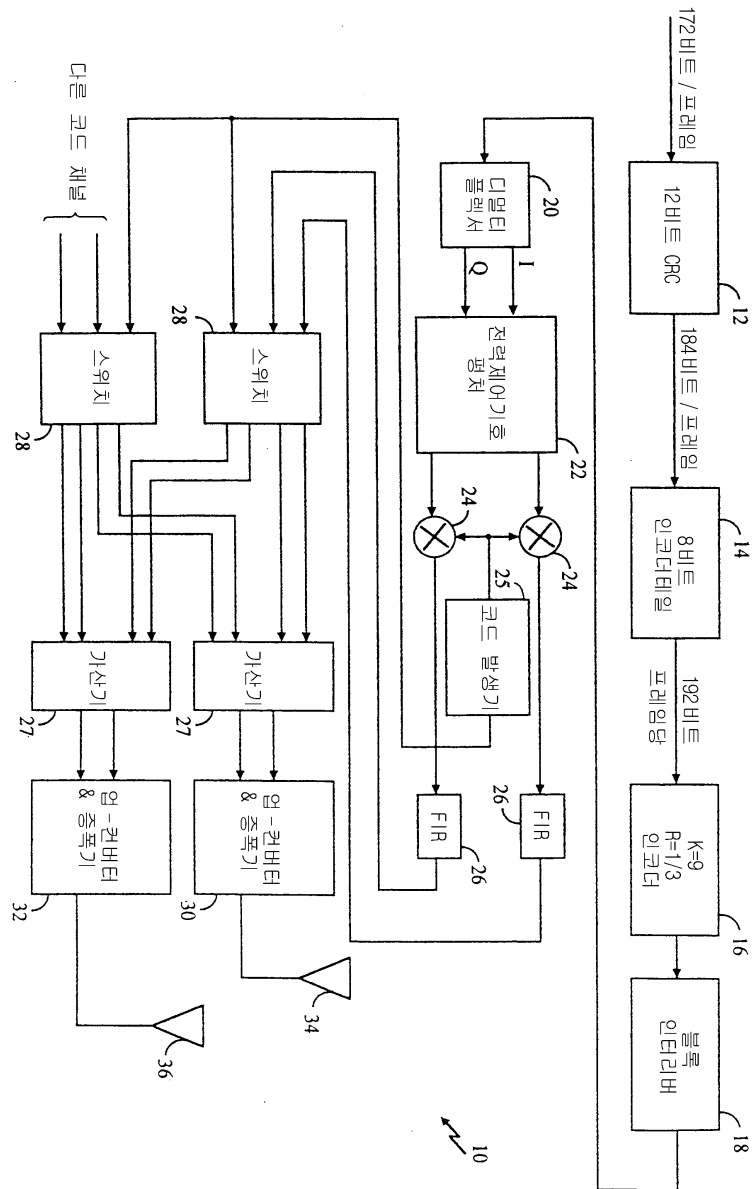 172비트/프레임
12비트 CRC
12
184비트/프레임
8비트
인코더테일
14
192비트
프레임당
K=9
R=1/3
인코더
16
블록
인터리버
18
디멀티
플렉서
20
I
Q
전력제어기호
펑처
22
24
24
코드 발생기
25
FIR
26
FIR
26
스위치
28
가산기
27
업-컨버터
& 증폭기
30
34
다른 코드 채널
스위치
28
가산기
27
업-컨버터
& 증폭기
32
36
10